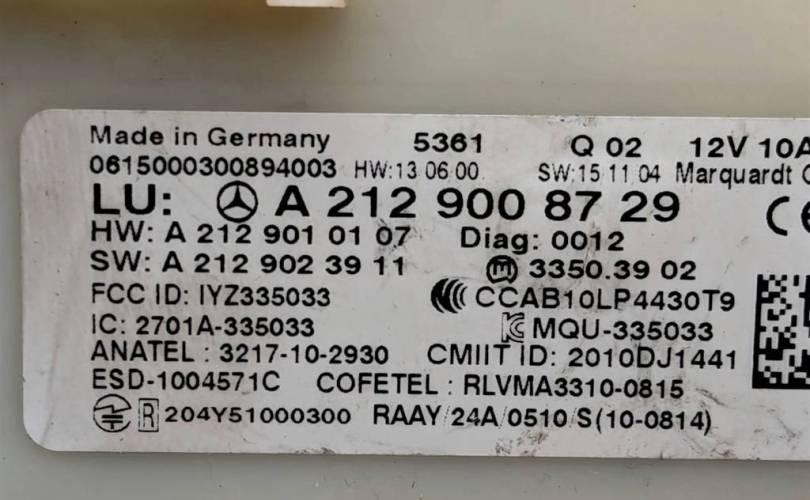 Made in Germany 5361 Q 02 12V 10A
0615000300894003 HW:13.06.00 SW:15.11.04 Marquardt
LU: A 212 900 87 29 CE
HW: A 212 901 01 07 Diag: 0012
SW: A 212 902 39 11 3350.39 02
FCC ID: IYZ335033 CCAB10LP4430T9
IC: 2701A-335033 MQU-335033
ANATEL : 3217-10-2930 CMIIT ID: 2010DJ1441
ESD-1004571C COFETEL : RLVMA3310-0815
R 204Y51000300 RAAY/24A/0510/S(10-0814)